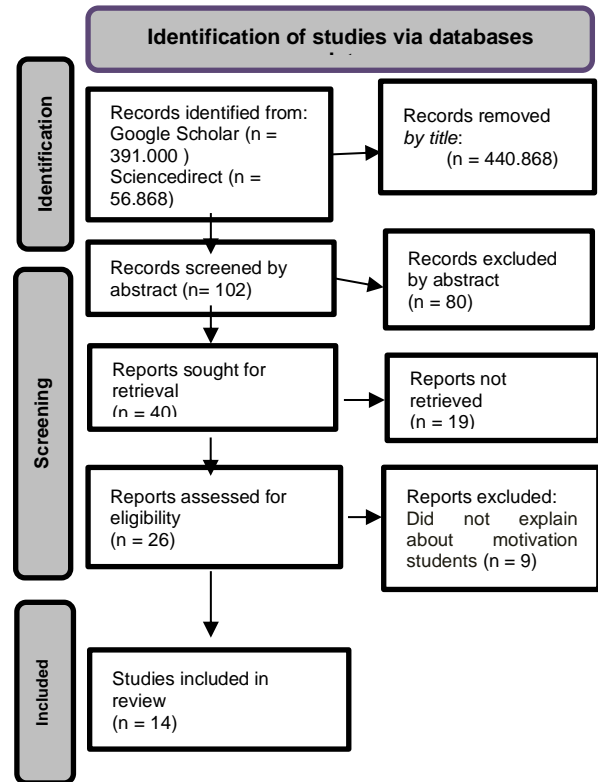 Identification of studies via databases
Identification
Records identified from:
Google Scholar (n =
391.000 )
Sciencedirect (n =
56.868)
Records removed
by title:
(n = 440.868)
Screening
Records screened by
abstract (n= 102)
Records excluded
by abstract
(n = 80)
Reports sought for
retrieval
(n = 40)
Reports not
retrieved
(n = 19)
Reports assessed for
eligibility
(n = 26)
Reports excluded:
Did not explain
about motivation
students (n = 9)
Included
Studies included in
review
(n = 14)